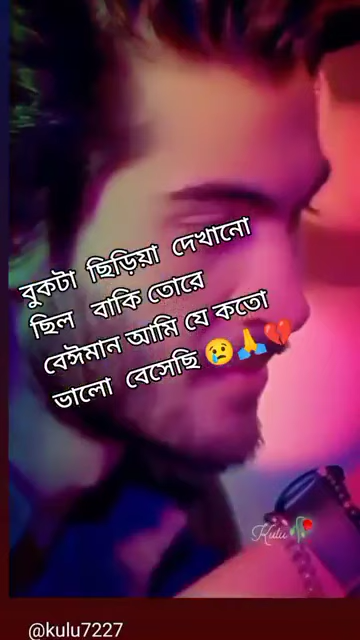 বুকটা ছিড়িয়া দেখানো
ছিল বাকি তোরে
বেঈমান আমি যে কতো
ভালো বেসেছি 😢🙏💔
Kulu🥀
@kulu7227